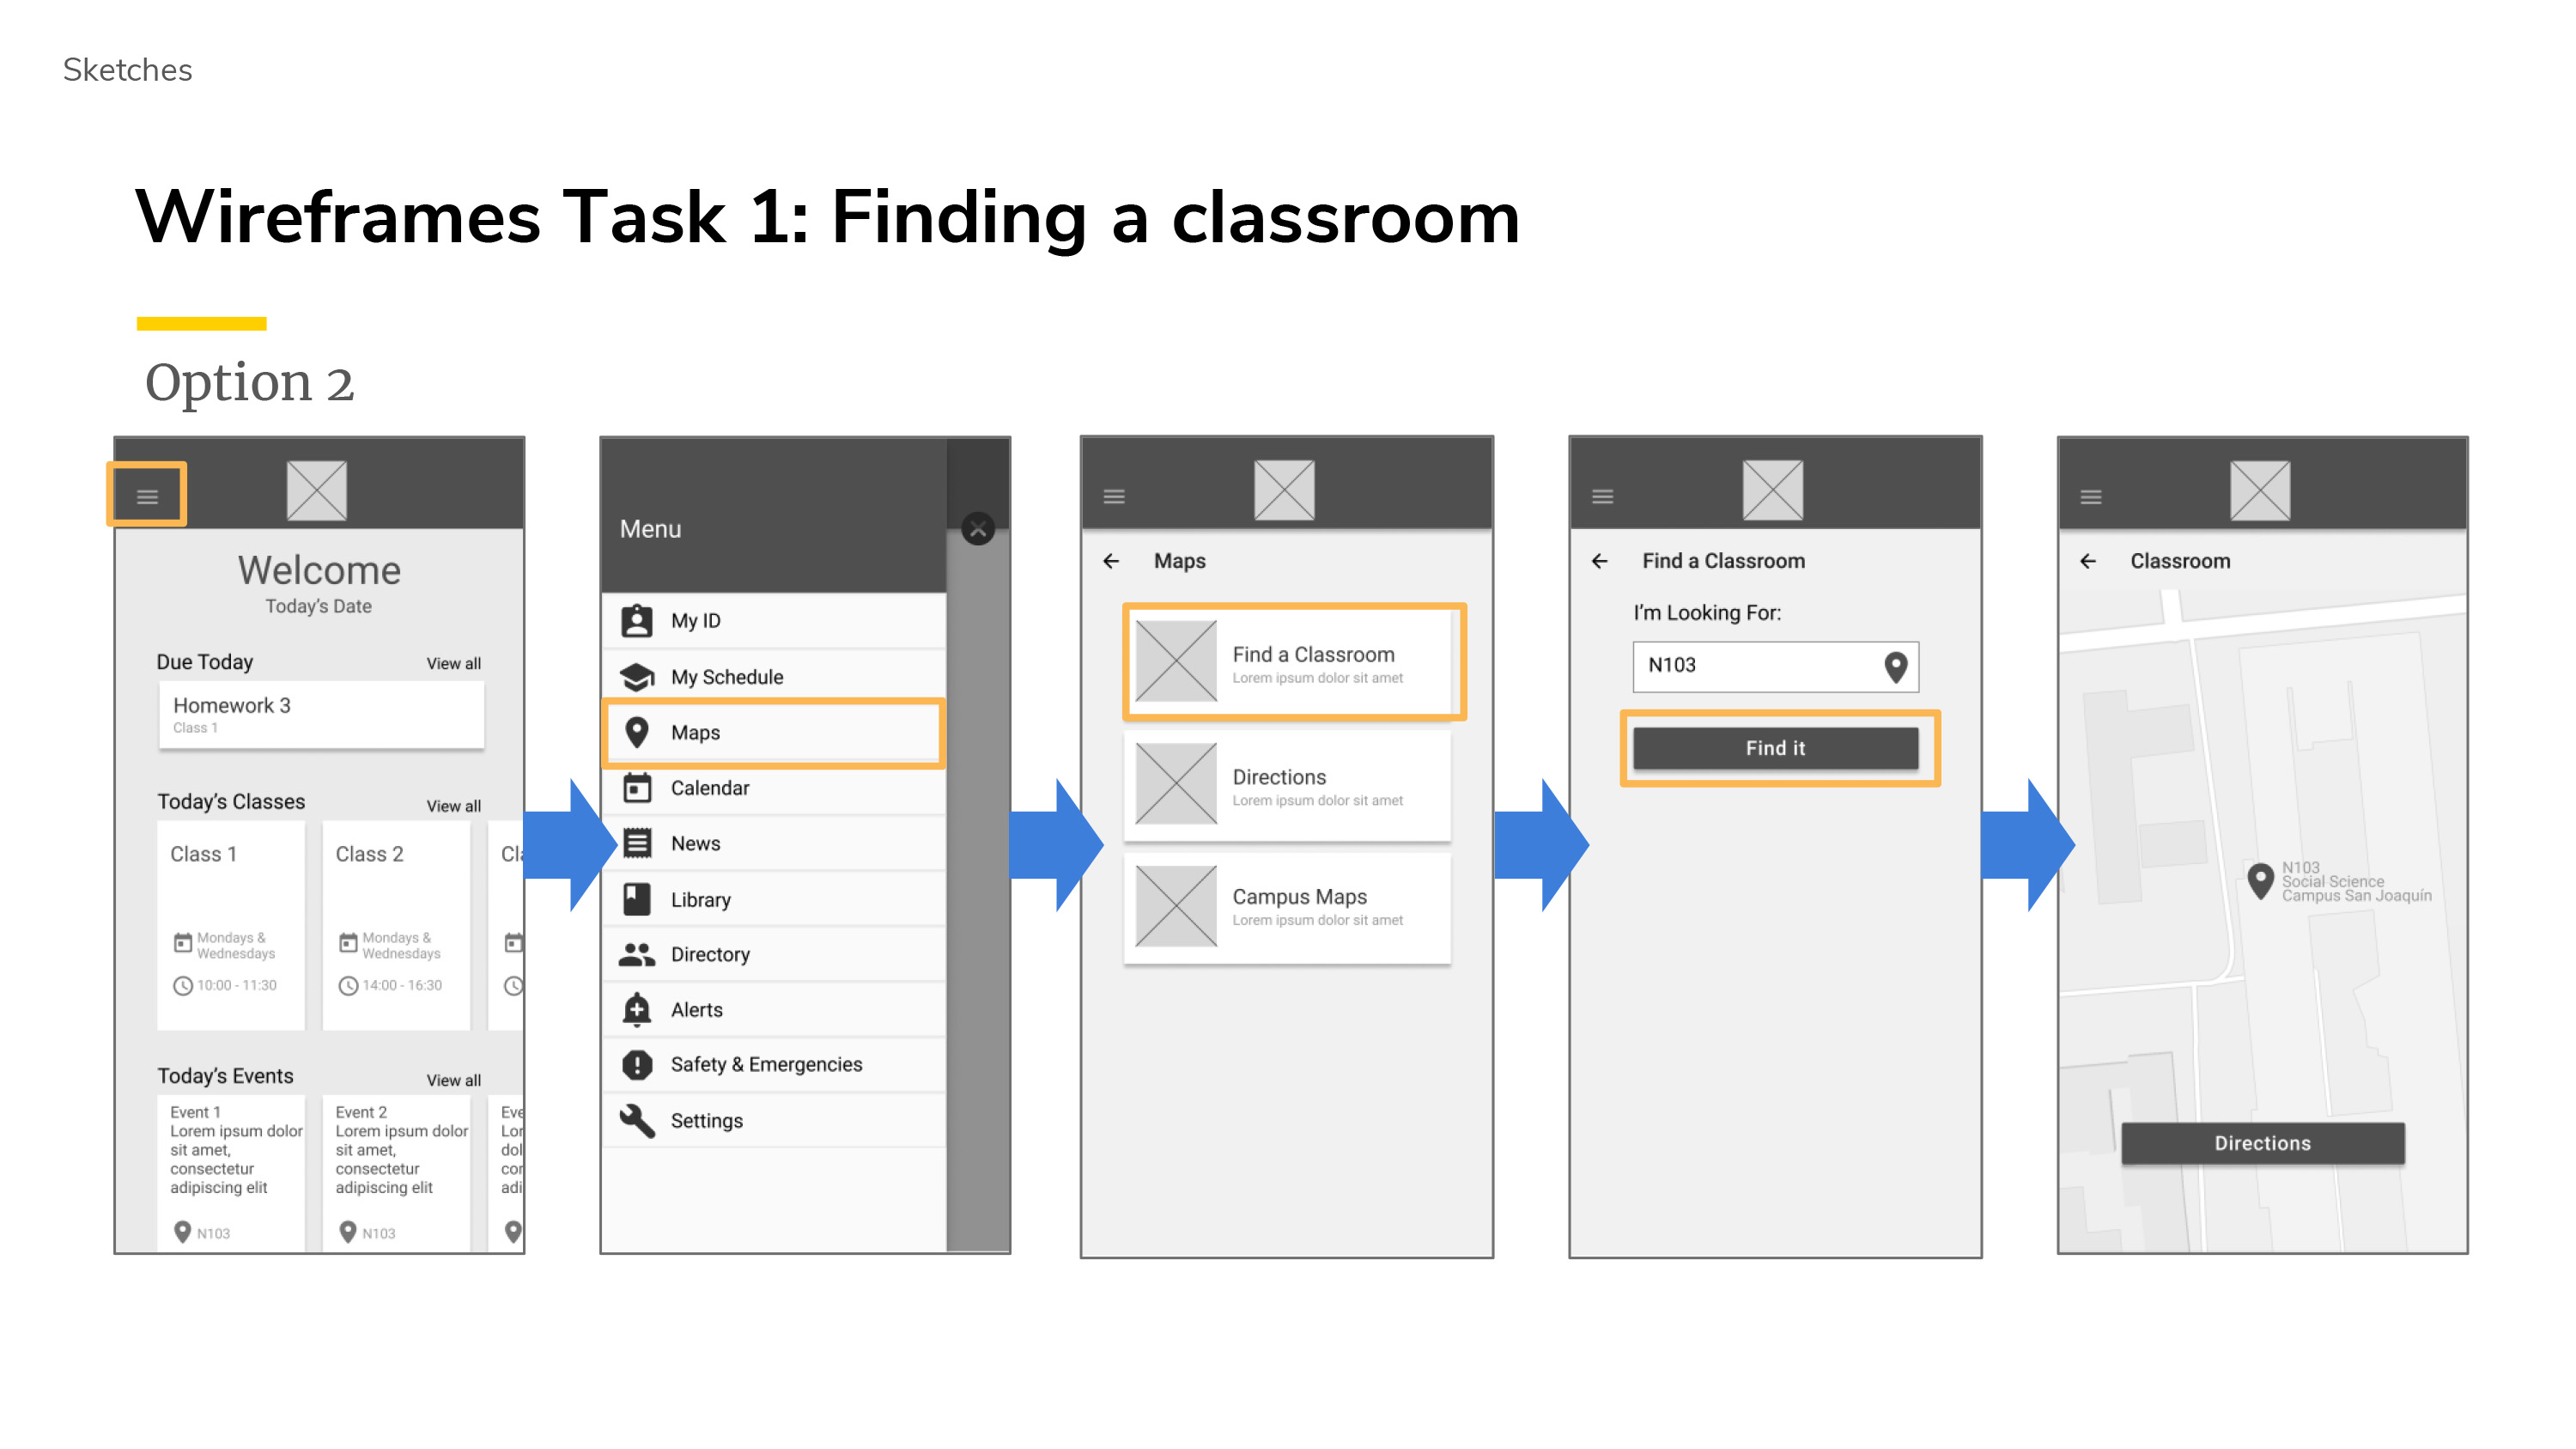 Sketches
Wireframes Task 1: Finding a classroom
Option 2
Welcome
Today's Date
Due Today
View all
Homework 3
Class 1
Today's Classes
View all
Class 1
Class 2
Mondays &
Wednesdays
Mondays &
Wednesdays
10:00 - 11:30
14:00 - 16:30
Today's Events
View all
Event 1
Lorem ipsum dolor
sit amet,
consectetur
adipiscing elit
N103
Event 2
Lorem ipsum dolor
sit amet,
consectetur
adipiscing elit
N103
Menu
My ID
My Schedule
Maps
Calendar
News
Library
Directory
Alerts
Safety & Emergencies
Settings
Maps
Find a Classroom
Lorem ipsum dolor sit amet
Directions
Lorem ipsum dolor sit amet
Campus Maps
Lorem ipsum dolor sit amet
Find a Classroom
I'm Looking For:
N103
Find it
Classroom
N103
Social Science
Campus San Joaquín
Directions